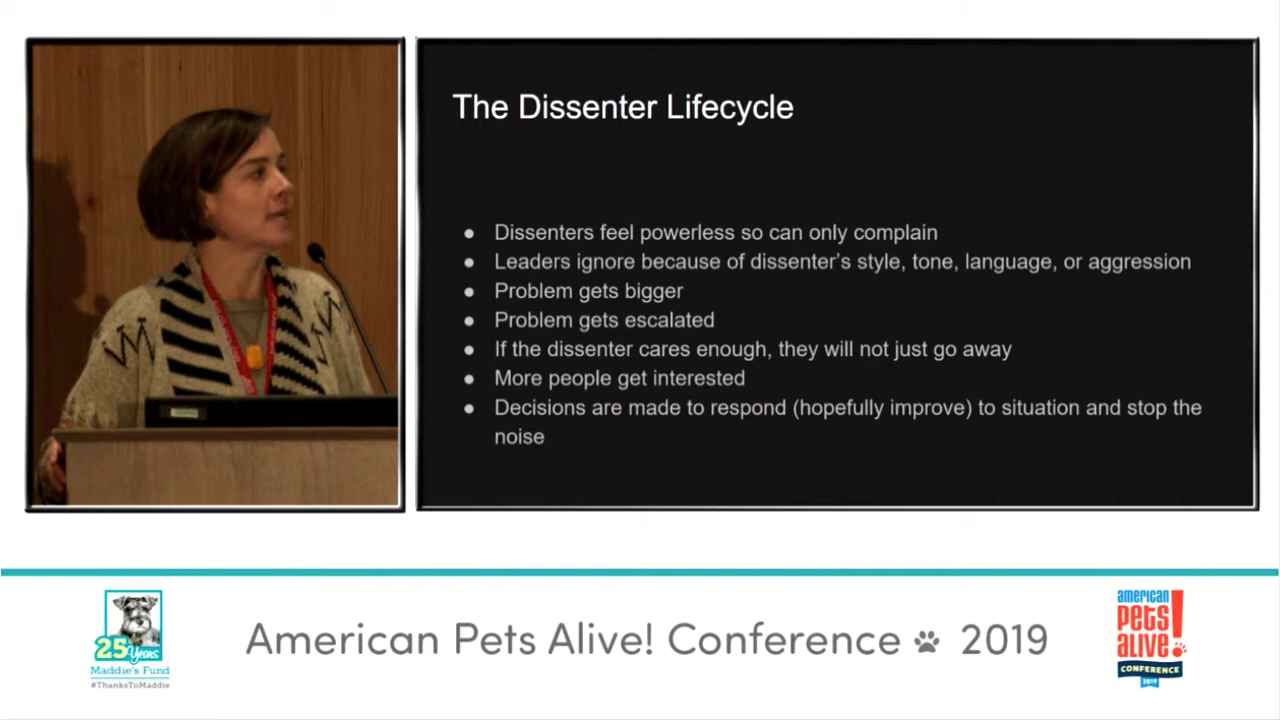 The Dissenter Lifecycle
● Dissenters feel powerless so can only complain
● Leaders ignore because of dissenter's style, tone, language, or aggression
● Problem gets bigger
● Problem gets escalated
● If the dissenter cares enough, they will not just go away
● More people get interested
● Decisions are made to respond (hopefully improve) to situation and stop the
noise
25 Years
Maddie's Fund
#ThanksToMaddie
American Pets Alive! Conference 2019
american
pets
alive!
CONFERENCE
2019